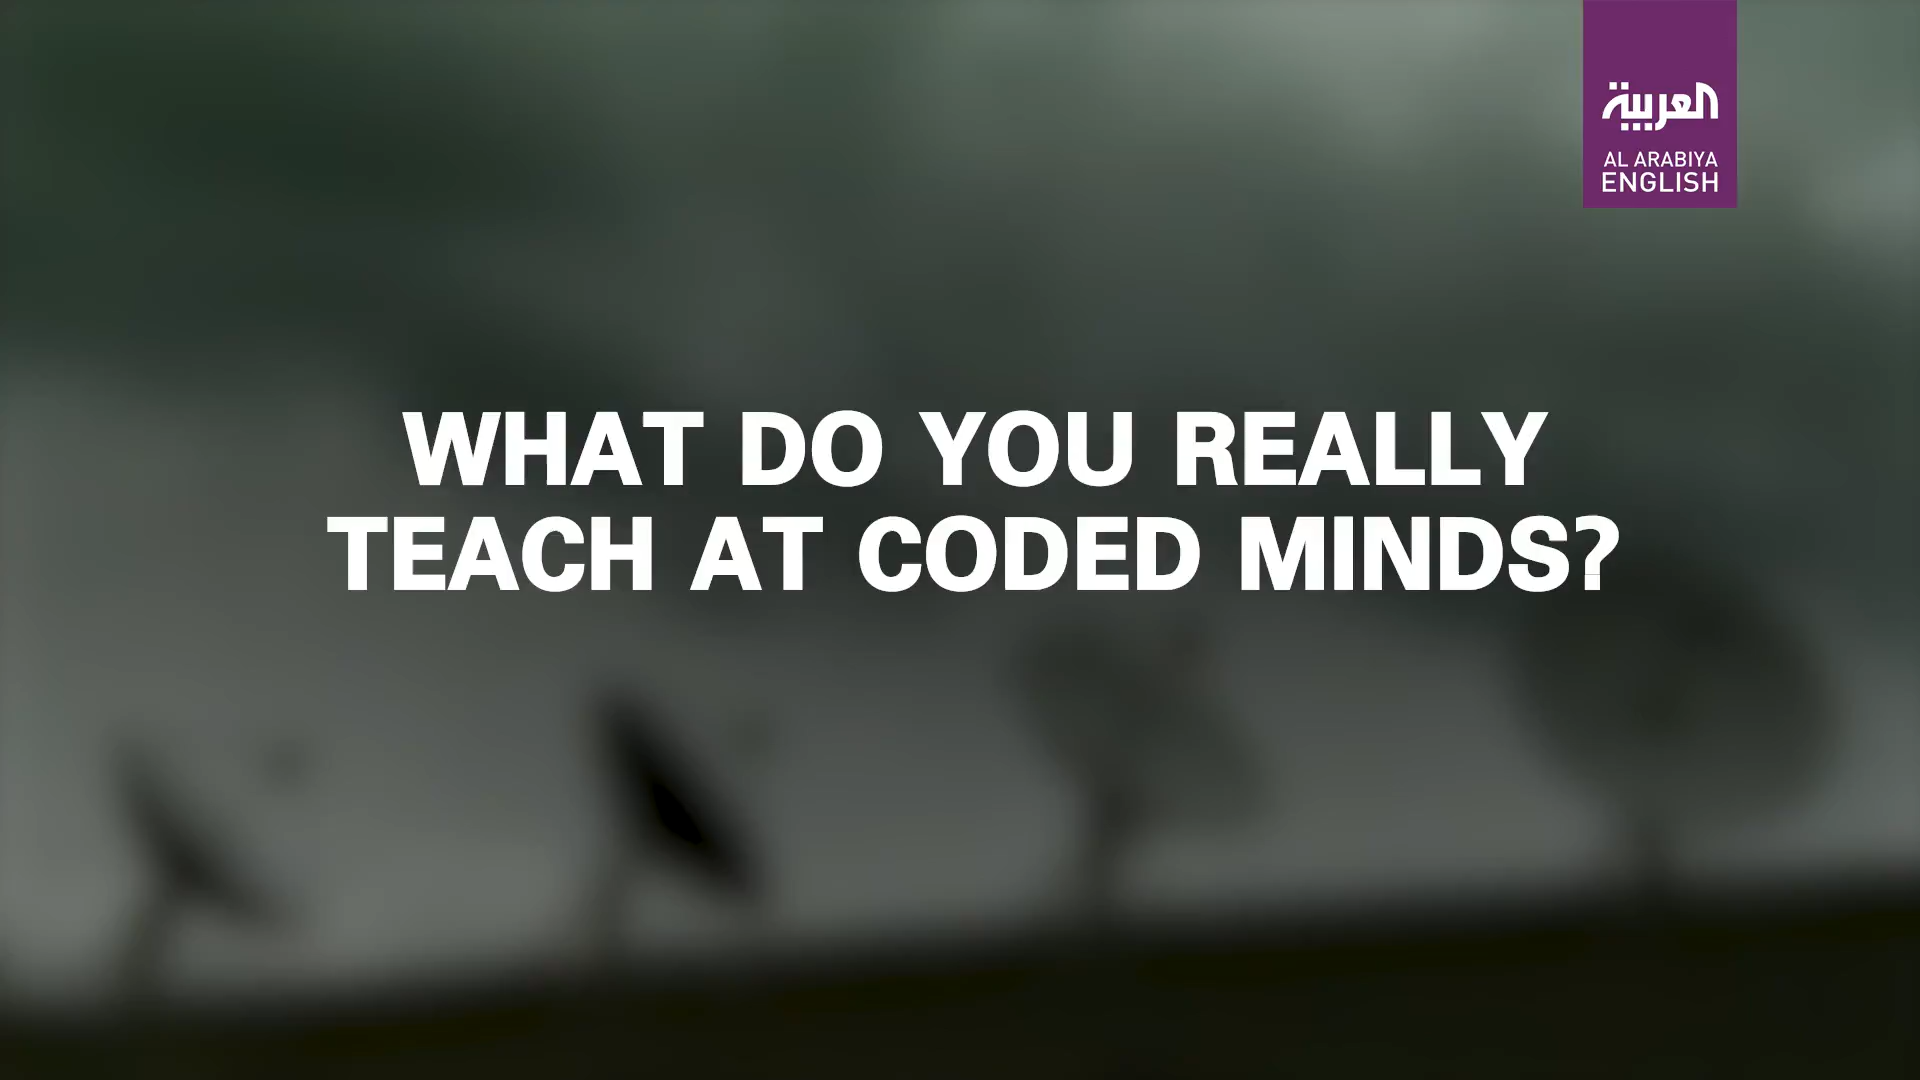 العربية
AL ARABIYA
ENGLISH
WHAT DO YOU REALLY
TEACH AT CODED MINDS?